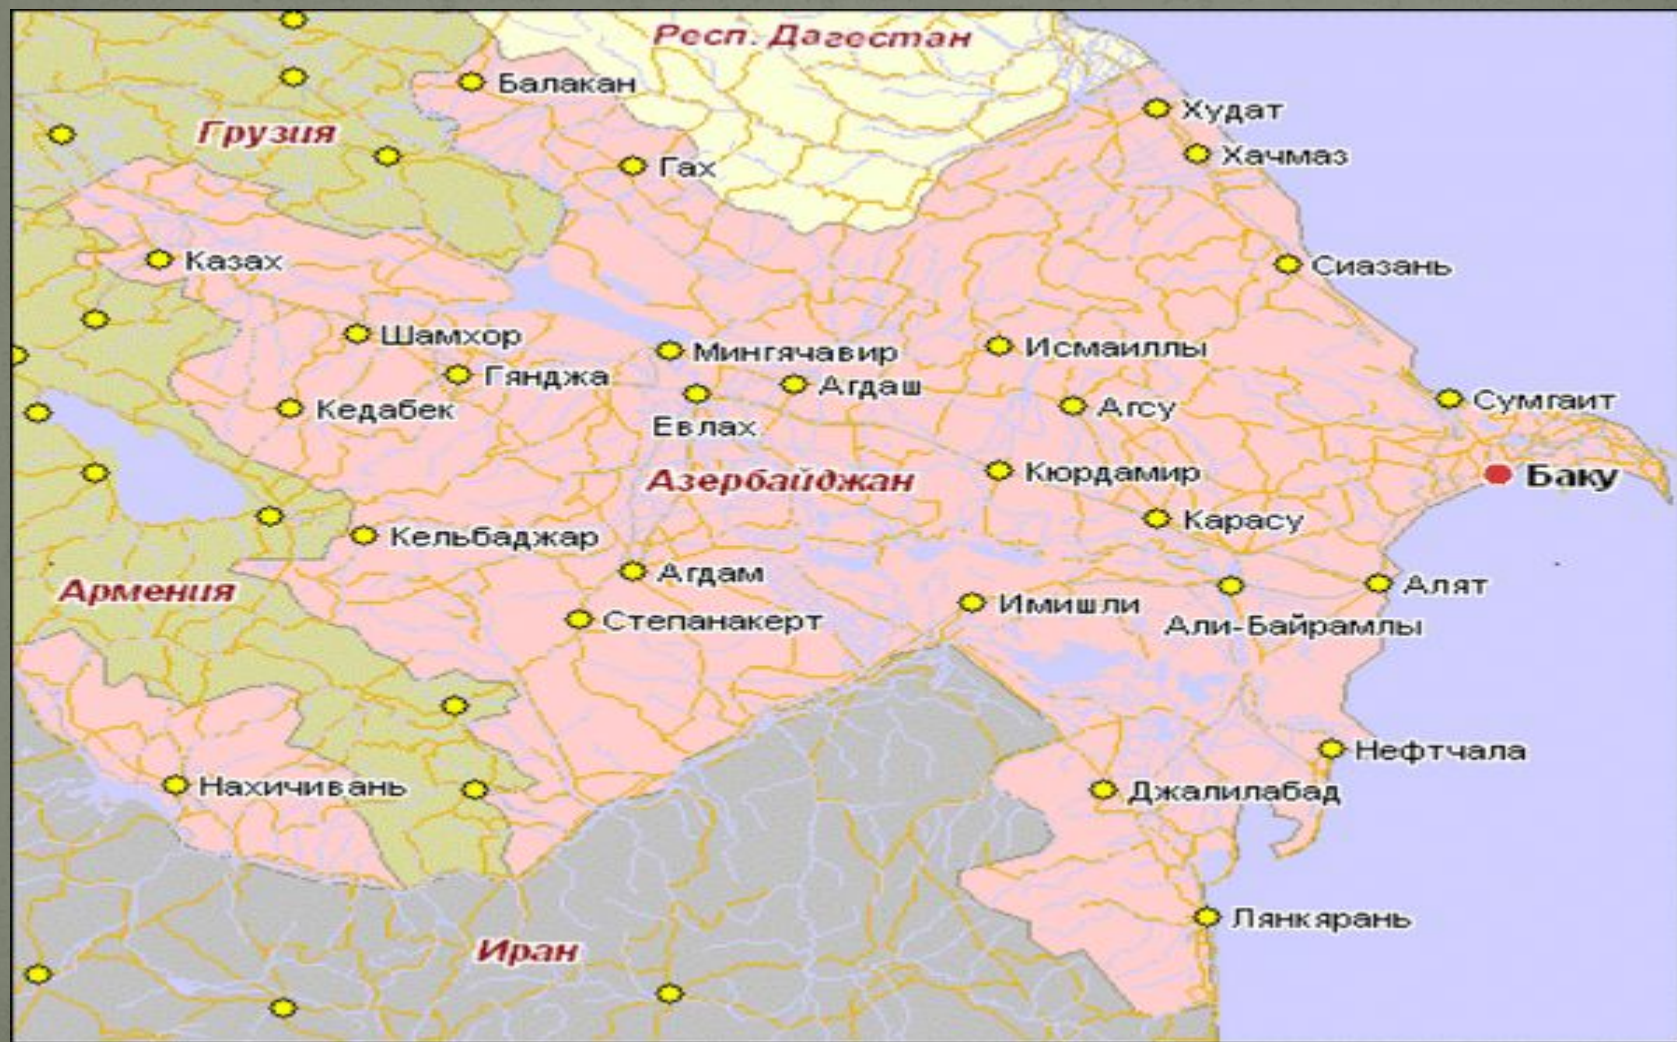 Респ. Дагестан
Балакан
Худат
Грузия
Хачмаз
Гах
Казах
Сиазань
Шамхор
Мингячавир
Исмаиллы
Гянджа
Агдаш
Кедабек
Евлах
Агсу
Сумгаит
Азербайджан
Кюрдамир
Баку
Карасу
Кельбаджар
Агдам
Армения
Алят
Степанакерт
Имишли
Али-Байрамлы
Нефтчала
Нахичивань
Джалилабад
Лянкярань
Иран